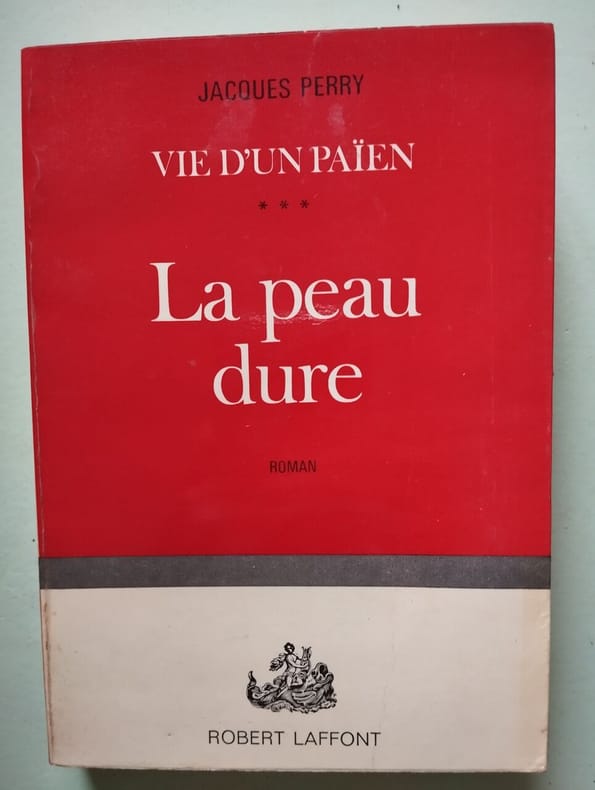 JACQUES PERRY
VIE D'UN PAÏEN
* * *
La peau
dure
ROMAN
ROBERT LAFFONT